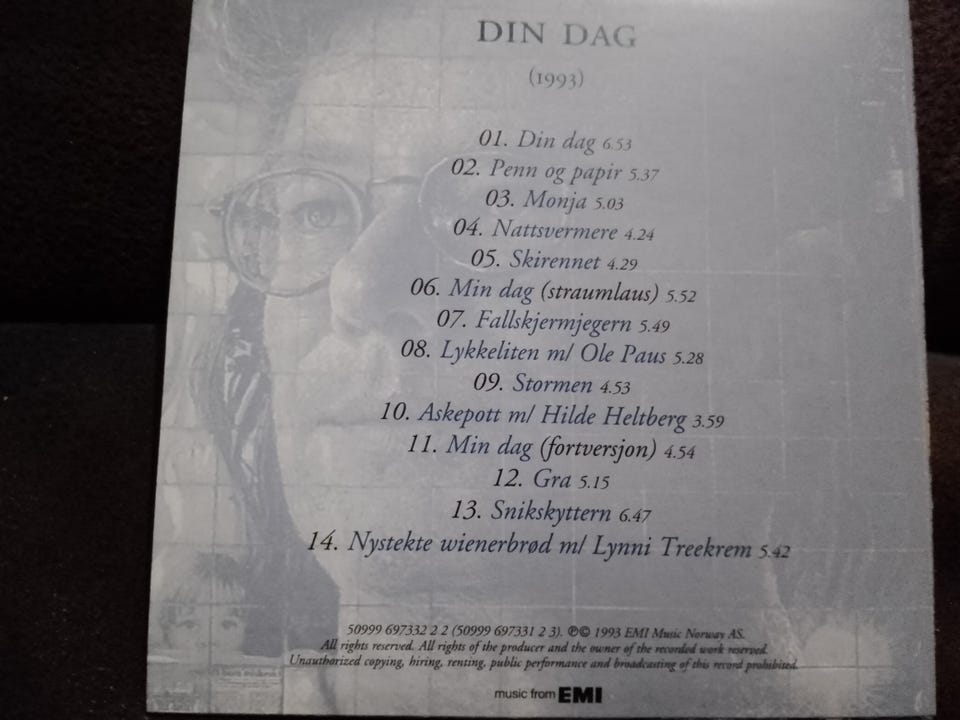 DIN DAG
(1993)
01. Din dag 6.53
02. Penn og papir 5.37
03. Monja 5.03
04. Nattsvermere 4.24
05. Skirennet 4.29
06. Min dag (straumlaus) 5.52
07. Fallskjermjegern 5.49
08. Lykkeliten m/ Ole Paus 5.28
09. Stormen 4.53
10. Askepott m/ Hilde Heltberg 3.59
11. Min dag (fortversjon) 4.54
12. Gra 5.15
13. Snikskyttern 6.47
14. Nystekte wienerbrød m/ Lynni Treekrem 5.42
50999 697332 2 2 (50999 697331 2 3). ℗© 1993 EMI Music Norway AS.
All rights reserved. All rights of the producer and the owner of the recorded work reserved.
Unauthorized copying, hiring, renting, public performance and broadcasting of this record prohibited.
music from EMI